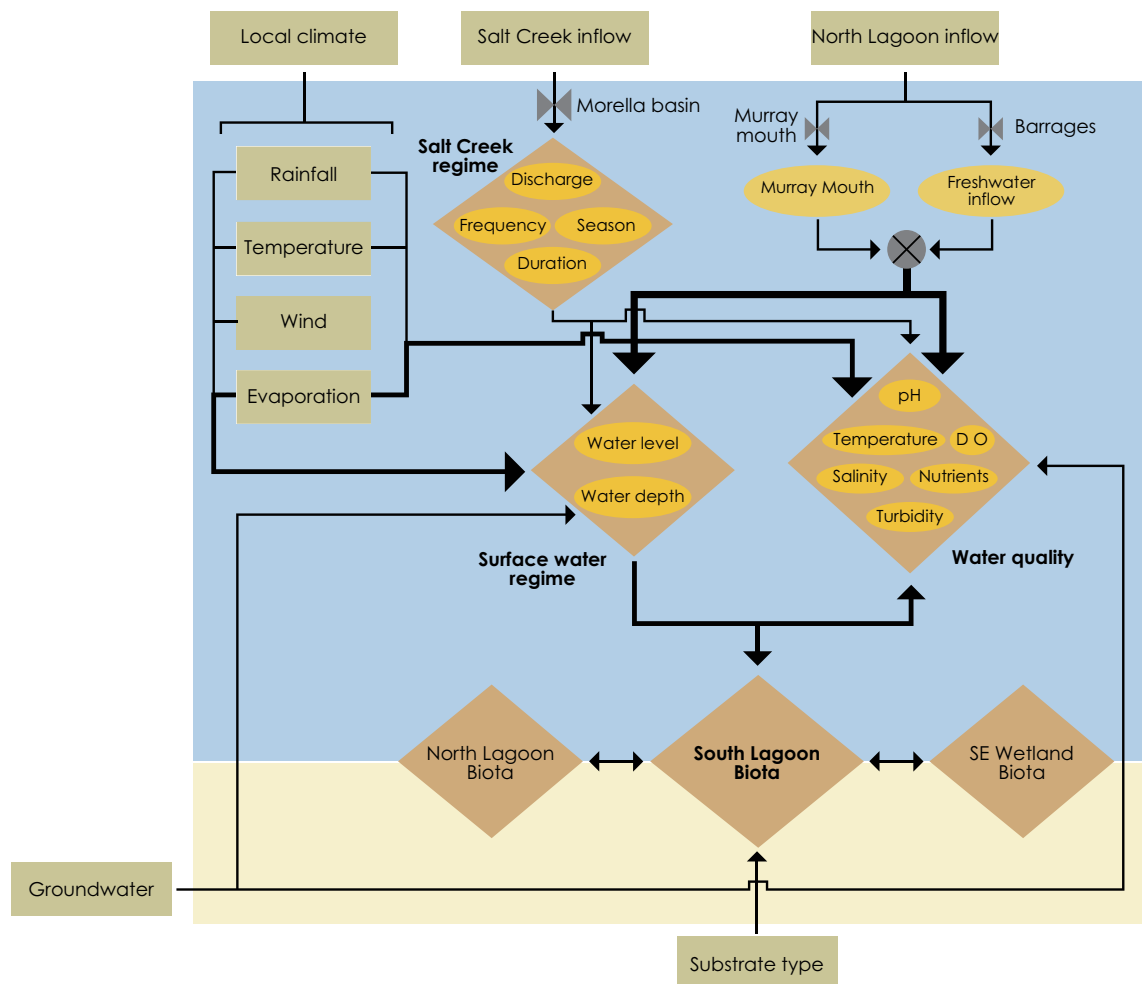 Local climate
Salt Creek inflow
North Lagoon inflow
Morella basin
Murray
mouth
Barrages
Salt Creek
regime
Rainfall
Temperature
Wind
Evaporation
Discharge
Frequency
Season
Duration
Murray Mouth
Freshwater
inflow
Water level
Water depth
Surface water
regime
pH
Temperature
D O
Salinity
Nutrients
Turbidity
Water quality
North Lagoon
Biota
South Lagoon
Biota
SE Wetland
Biota
Groundwater
Substrate type